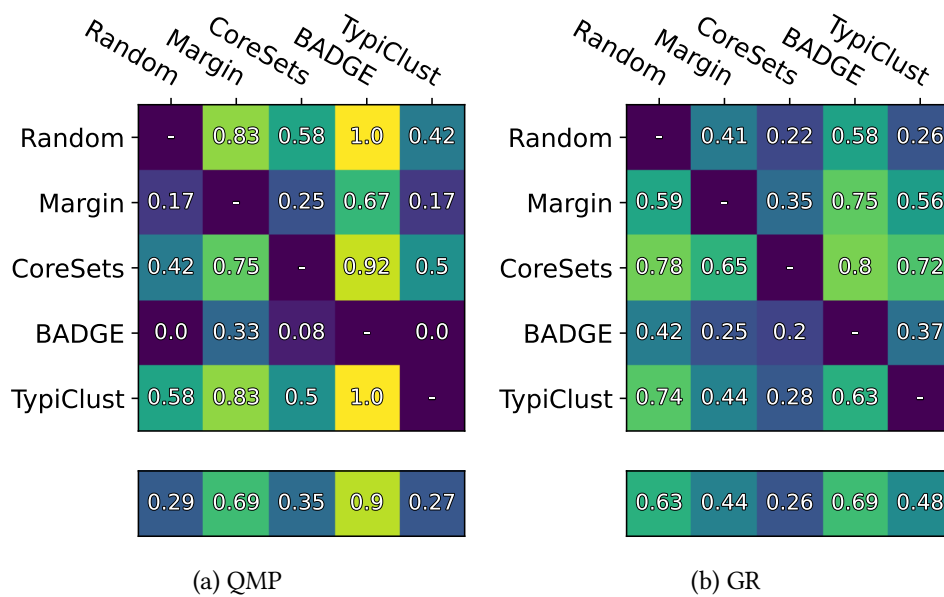 Random Margin CoreSets BADGE TypiClust
Random - 0.83 0.58 1.0 0.42
Margin 0.17 - 0.25 0.67 0.17
CoreSets 0.42 0.75 - 0.92 0.5
BADGE 0.0 0.33 0.08 - 0.0
TypiClust 0.58 0.83 0.5 1.0 -
0.29 0.69 0.35 0.9 0.27
(a) QMP
Random Margin CoreSets BADGE TypiClust
Random - 0.41 0.22 0.58 0.26
Margin 0.59 - 0.35 0.75 0.56
CoreSets 0.78 0.65 - 0.8 0.72
BADGE 0.42 0.25 0.2 - 0.37
TypiClust 0.74 0.44 0.28 0.63 -
0.63 0.44 0.26 0.69 0.48
(b) GR